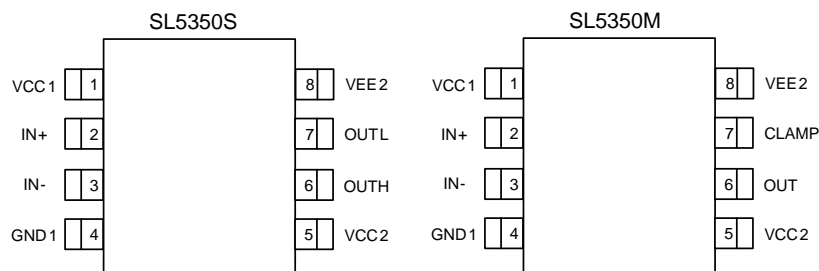 SL5350S
VCC1 1 8 VEE2
IN+ 2 7 OUTL
IN- 3 6 OUTH
GND1 4 5 VCC2
SL5350M
VCC1 1 8 VEE2
IN+ 2 7 CLAMP
IN- 3 6 OUT
GND1 4 5 VCC2